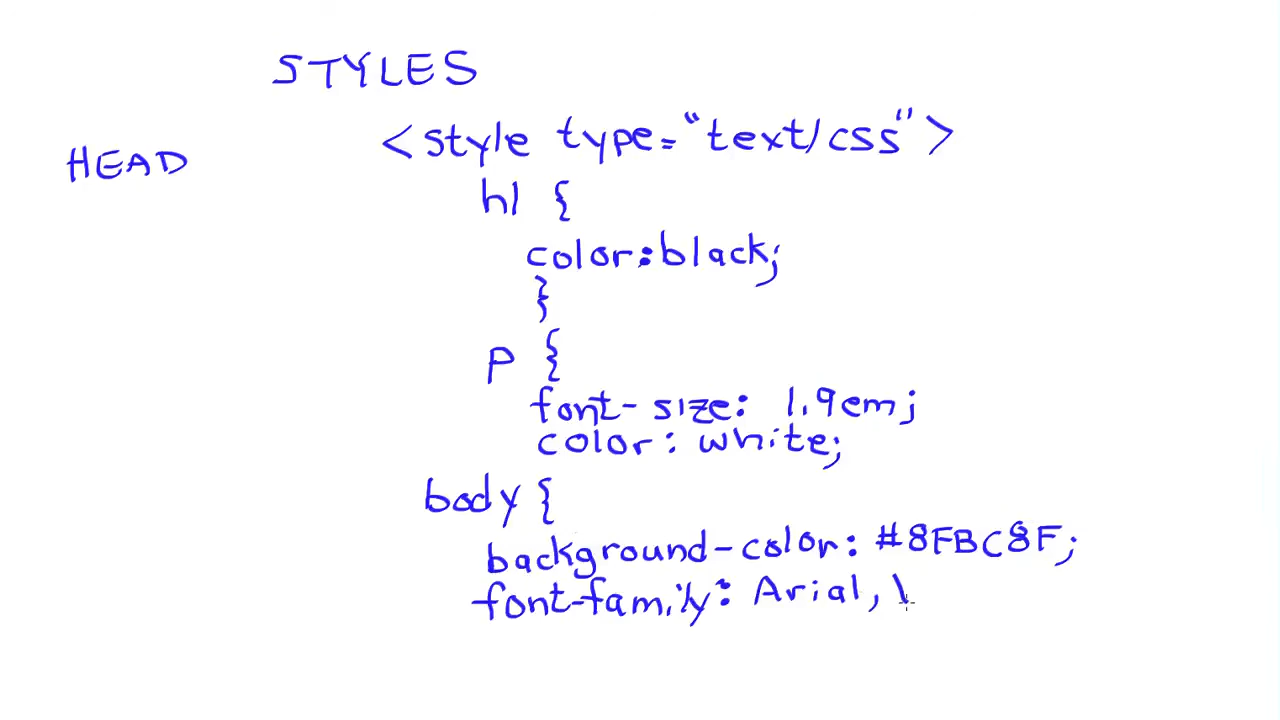 STYLES
HEAD
<style type="text/css">
h1 {
color:black;
}
p {
font-size: 1.9em;
color: white;
body {
background-color: #8FBC8F;
font-family: Arial,